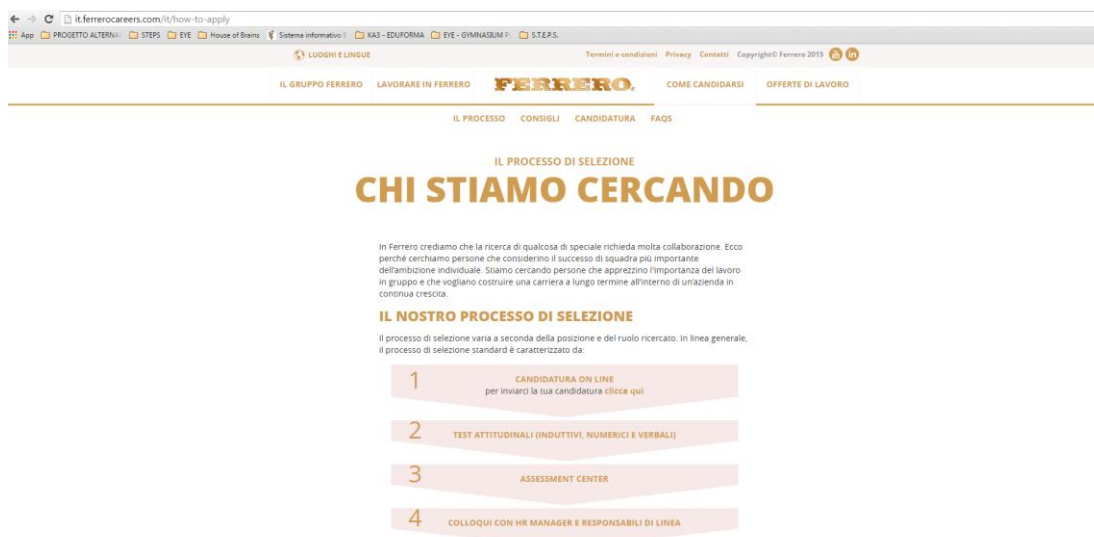 it.ferrerocareers.com/it/how-to-apply
App PROGETTO ALTERNA STEPS EYE House of Brains Sistema informativo E KA3 - EDUFORMA EYE - GYMNASIUM P S.T.E.P.S.
LUOGHI E LINGUE Termini e condizioni Privacy Contatti Copyright© Ferrero 2015
IL GRUPPO FERRERO LAVORARE IN FERRERO FERRERO. COME CANDIDARSI OFFERTE DI LAVORO
IL PROCESSO CONSIGLI CANDIDATURA FAQS
IL PROCESSO DI SELEZIONE
CHI STIAMO CERCANDO
In Ferrero crediamo che la ricerca di qualcosa di speciale richieda molta collaborazione. Ecco
perché cerchiamo persone che considerino il successo di squadra più importante
dell'ambizione individuale. Stiamo cercando persone che apprezzino l'importanza del lavoro
in gruppo e che vogliano costruire una carriera a lungo termine all'interno di un'azienda in
continua crescita.
IL NOSTRO PROCESSO DI SELEZIONE
Il processo di selezione varia a seconda della posizione e del ruolo ricercato. In linea generale,
il processo di selezione standard è caratterizzato da:
1 CANDIDATURA ON LINE
per inviarci la tua candidatura clicca qui
2 TEST ATTITUDINALI (INDUTTIVI, NUMERICI E VERBALI)
3 ASSESSMENT CENTER
4 COLLOQUI CON HR MANAGER E RESPONSABILI DI LINEA